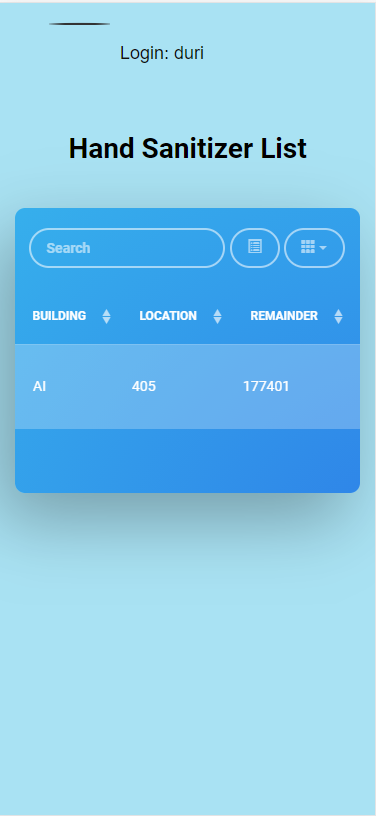 Login: duri
Hand Sanitizer List
Search
BUILDING LOCATION REMAINDER
AI 405 177401